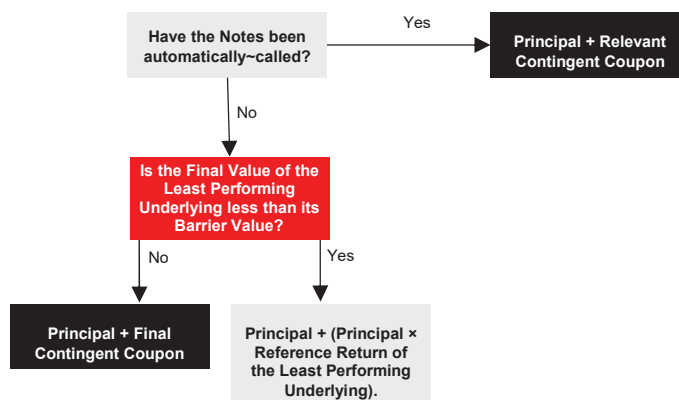 Have the Notes been
automatically~called?
Yes
Principal + Relevant
Contingent Coupon
No
Is the Final Value of the
Least Performing
Underlying less than its
Barrier Value?
No
Yes
Principal + Final
Contingent Coupon
Principal + (Principal ×
Reference Return of
the Least Performing
Underlying).